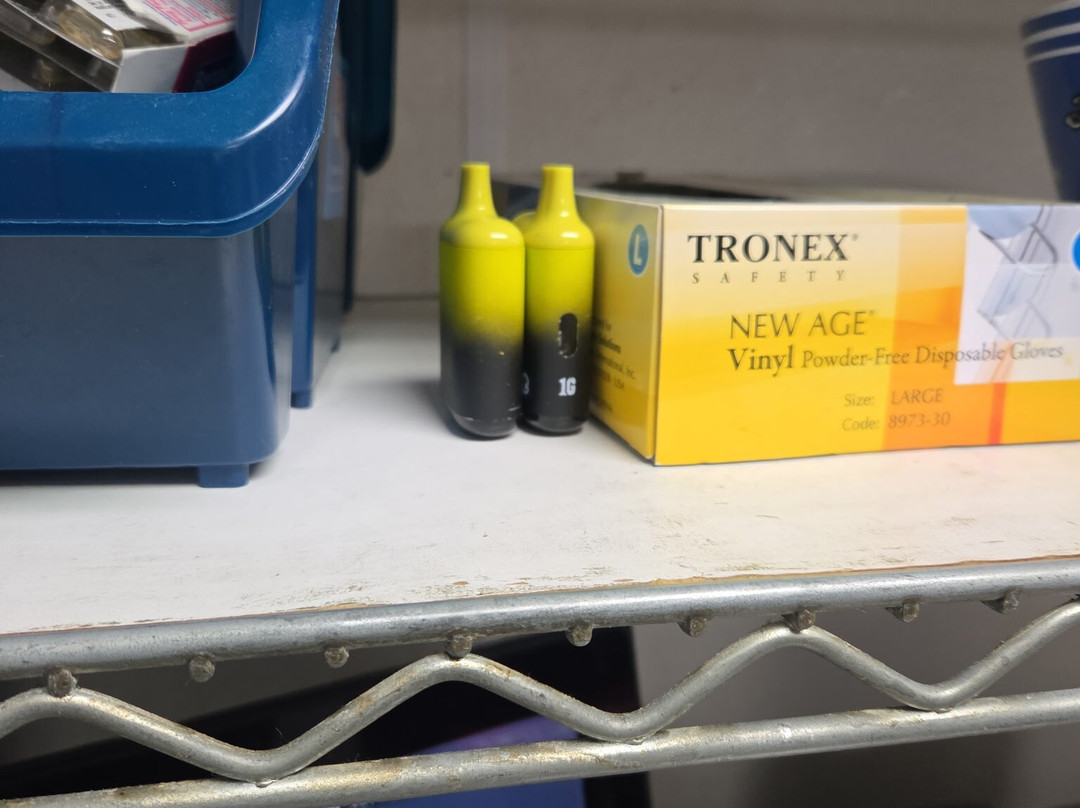 TRONEX®
SAFETY
NEW AGE®
Vinyl Powder-Free Disposable Gloves
Size: LARGE
Code: 8973-30
L
1G